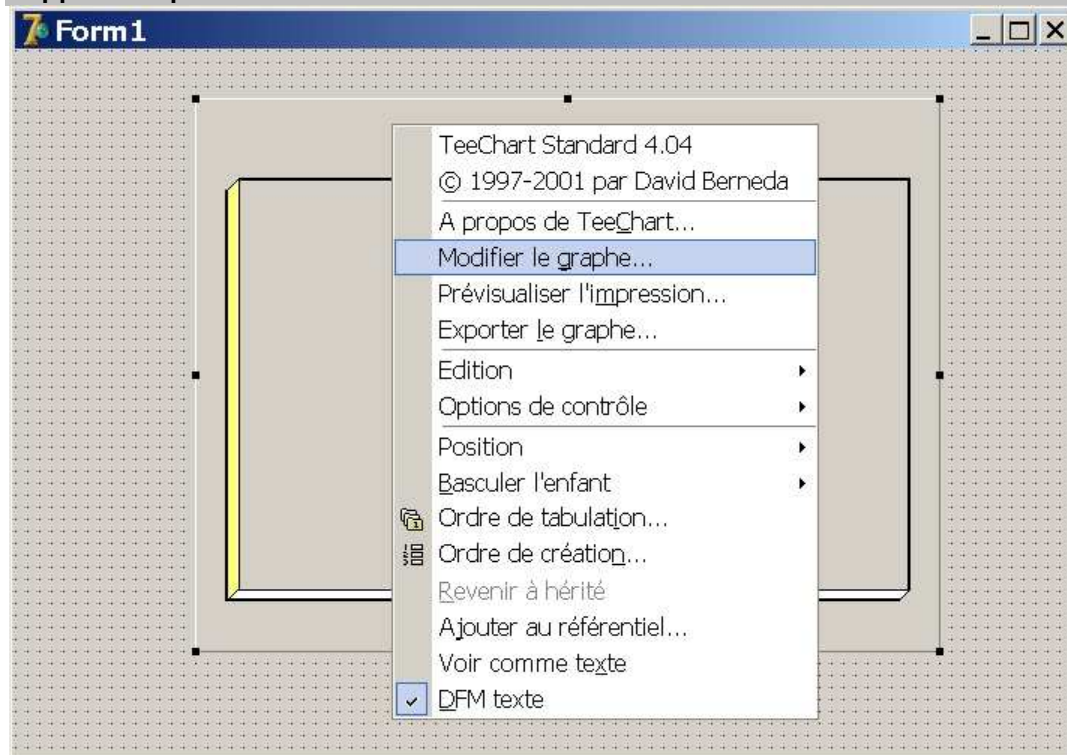 Form1
TeeChart Standard 4.04
© 1997-2001 par David Berneda
A propos de TeeChart...
Modifier le graphe...
Prévisualiser l'impression...
Exporter le graphe...
Edition
Options de contrôle
Position
Basculer l'enfant
Ordre de tabulation...
Ordre de création...
Revenir à hérité
Ajouter au référentiel...
Voir comme texte
DFM texte